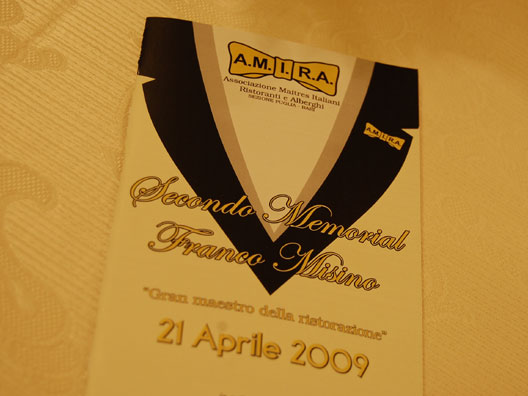 A.M.I.R.A.
Associazione Maitres Italiani
Ristoranti e Alberghi
SEZIONE PUGLIA - BARI
A.M.I.R.A.
Secondo Memorial
Franco Misino
"Gran maestro della ristorazione"
21 Aprile 2009